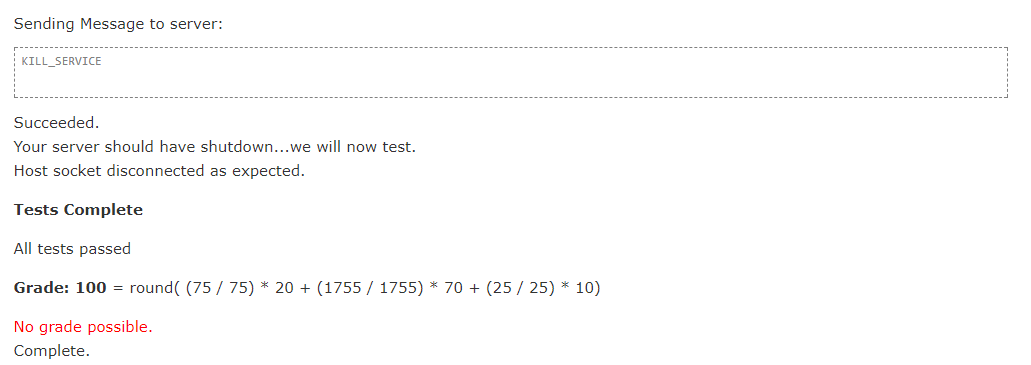 Sending Message to server:
KILL_SERVICE
Succeeded.
Your server should have shutdown...we will now test.
Host socket disconnected as expected.
Tests Complete
All tests passed
Grade: 100 = round( (75 / 75) * 20 + (1755 / 1755) * 70 + (25 / 25) * 10)
No grade possible.
Complete.